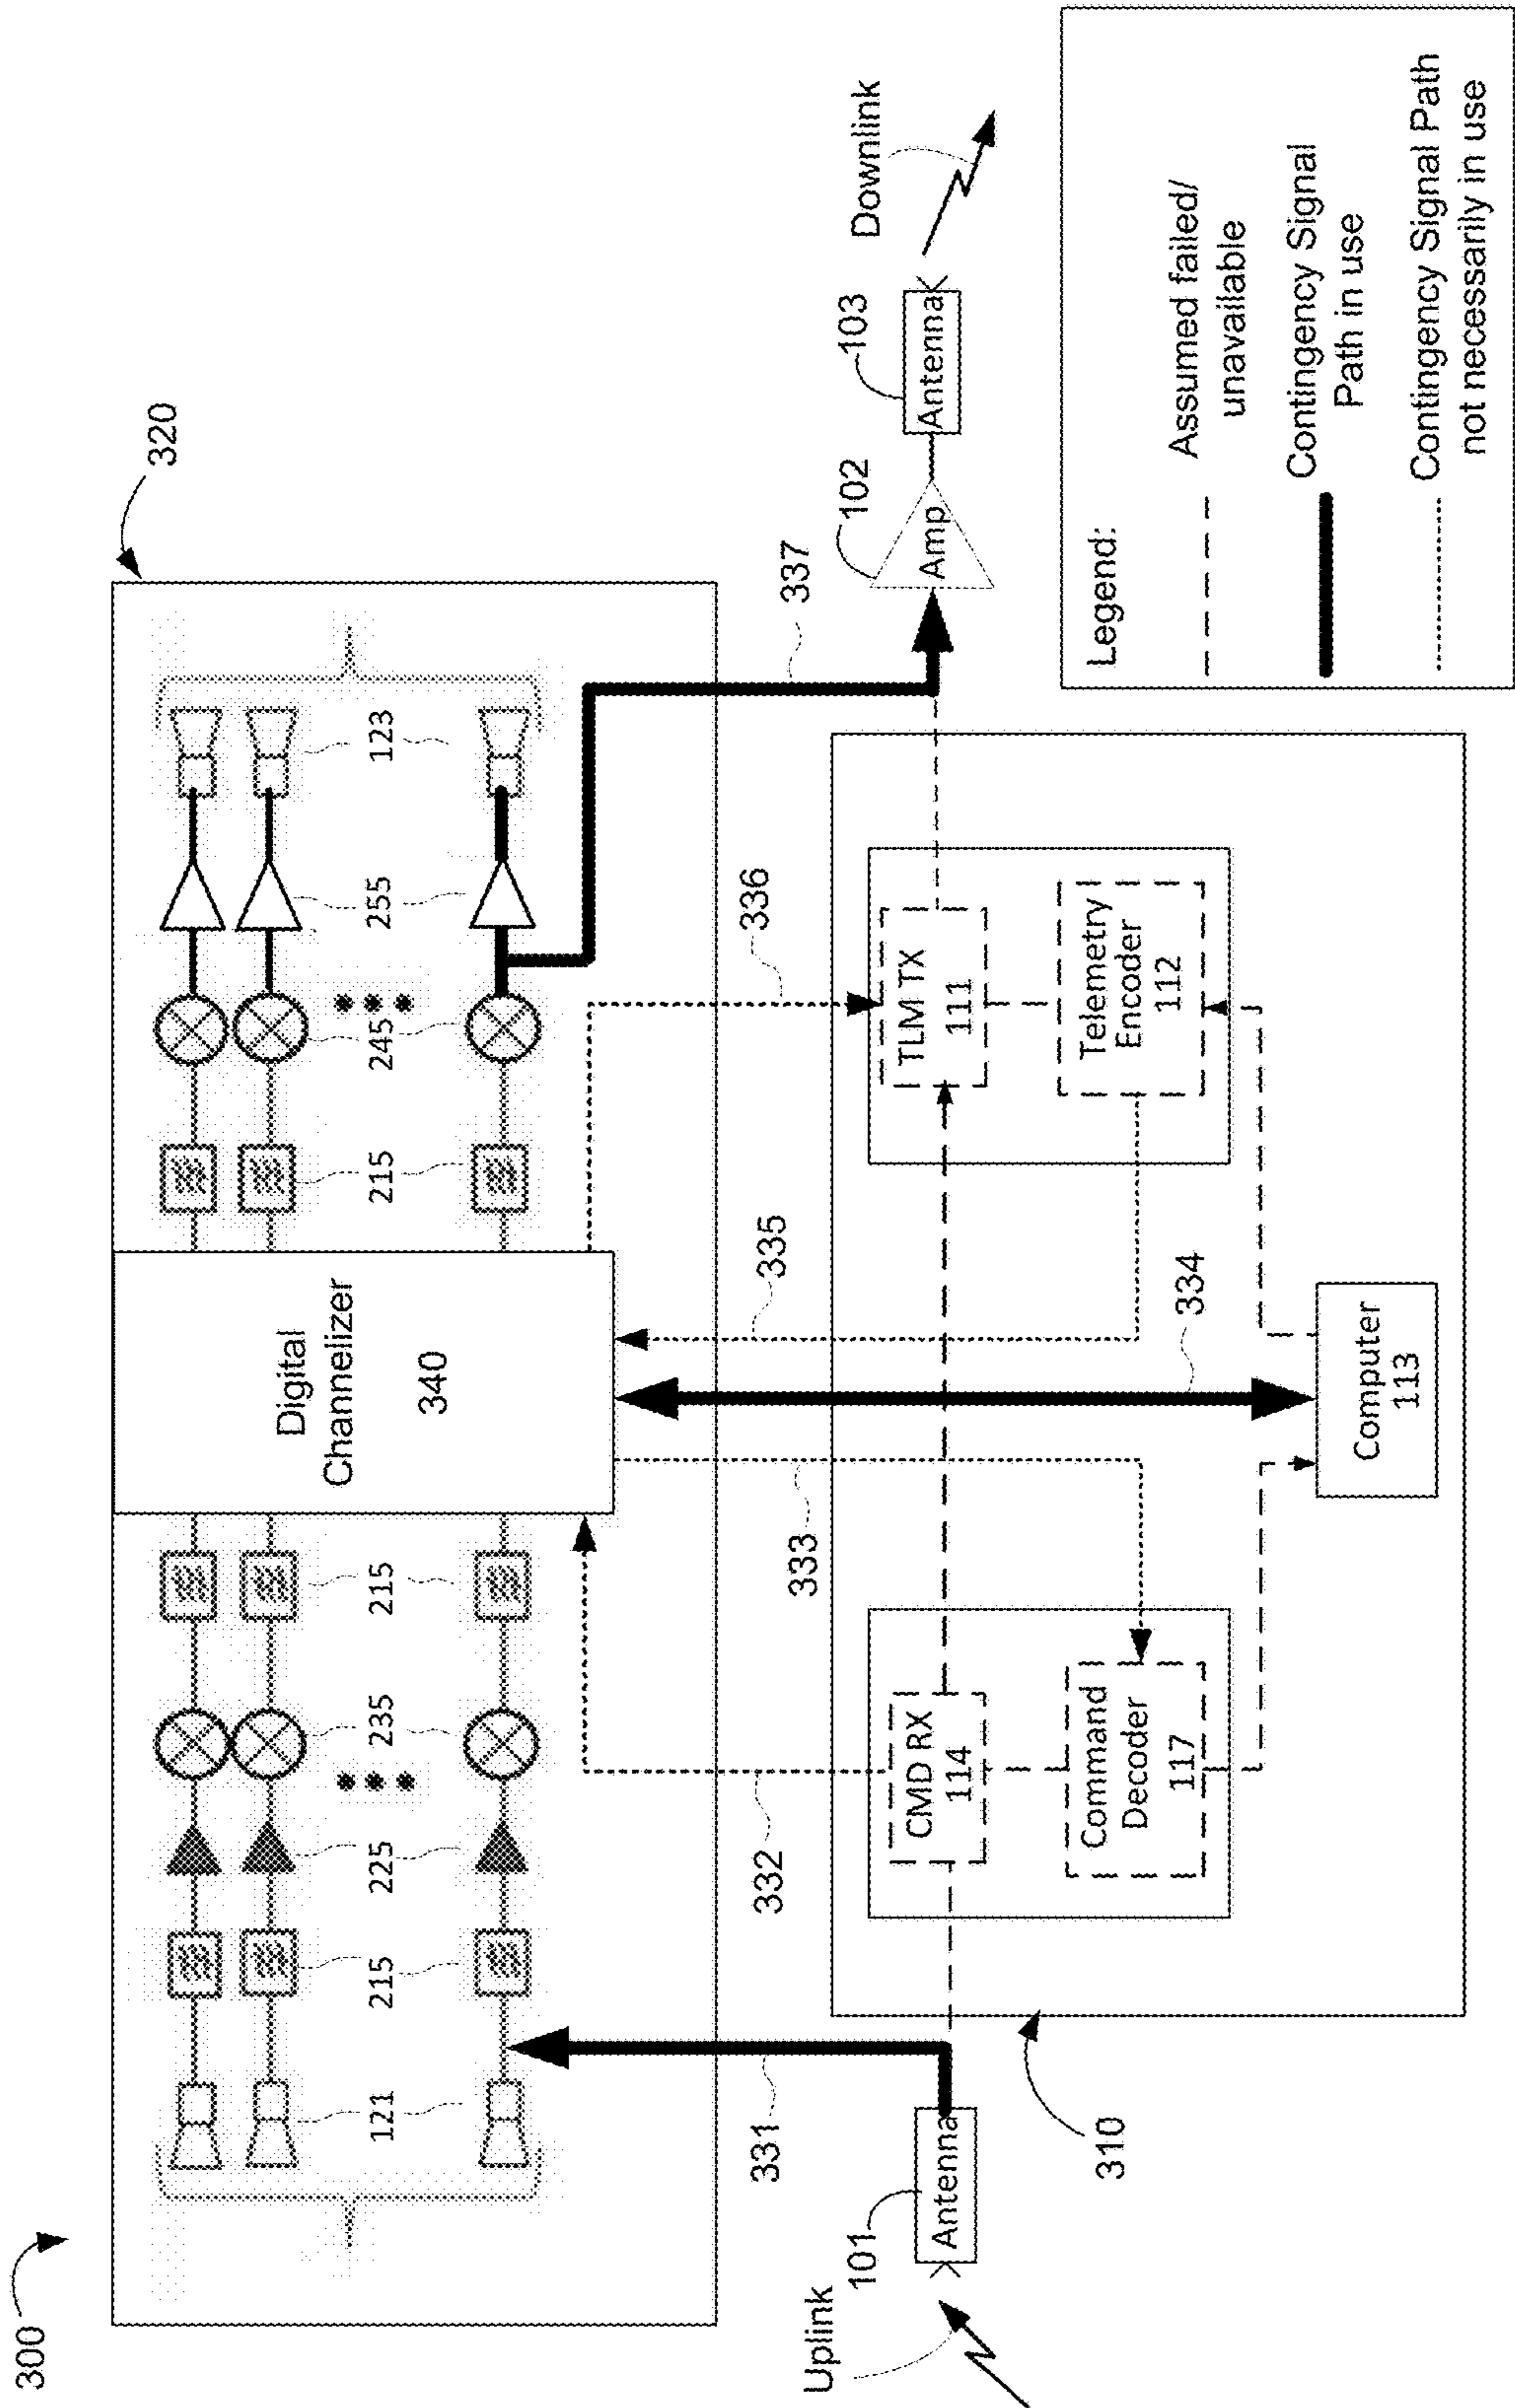 300
320
Digital
Channelizer
340
121
215
225
235
215
215
245
255
123
331
332
333
334
335
336
337
Uplink
101
Antenna
310
CMD RX
114
Command
Decoder
117
Computer
113
TLM TX
111
Telemetry
Encoder
112
102
Amp
103
Antenna
Downlink
Legend:
Assumed failed/
unavailable
Contingency Signal
Path in use
Contingency Signal Path
not necessarily in use